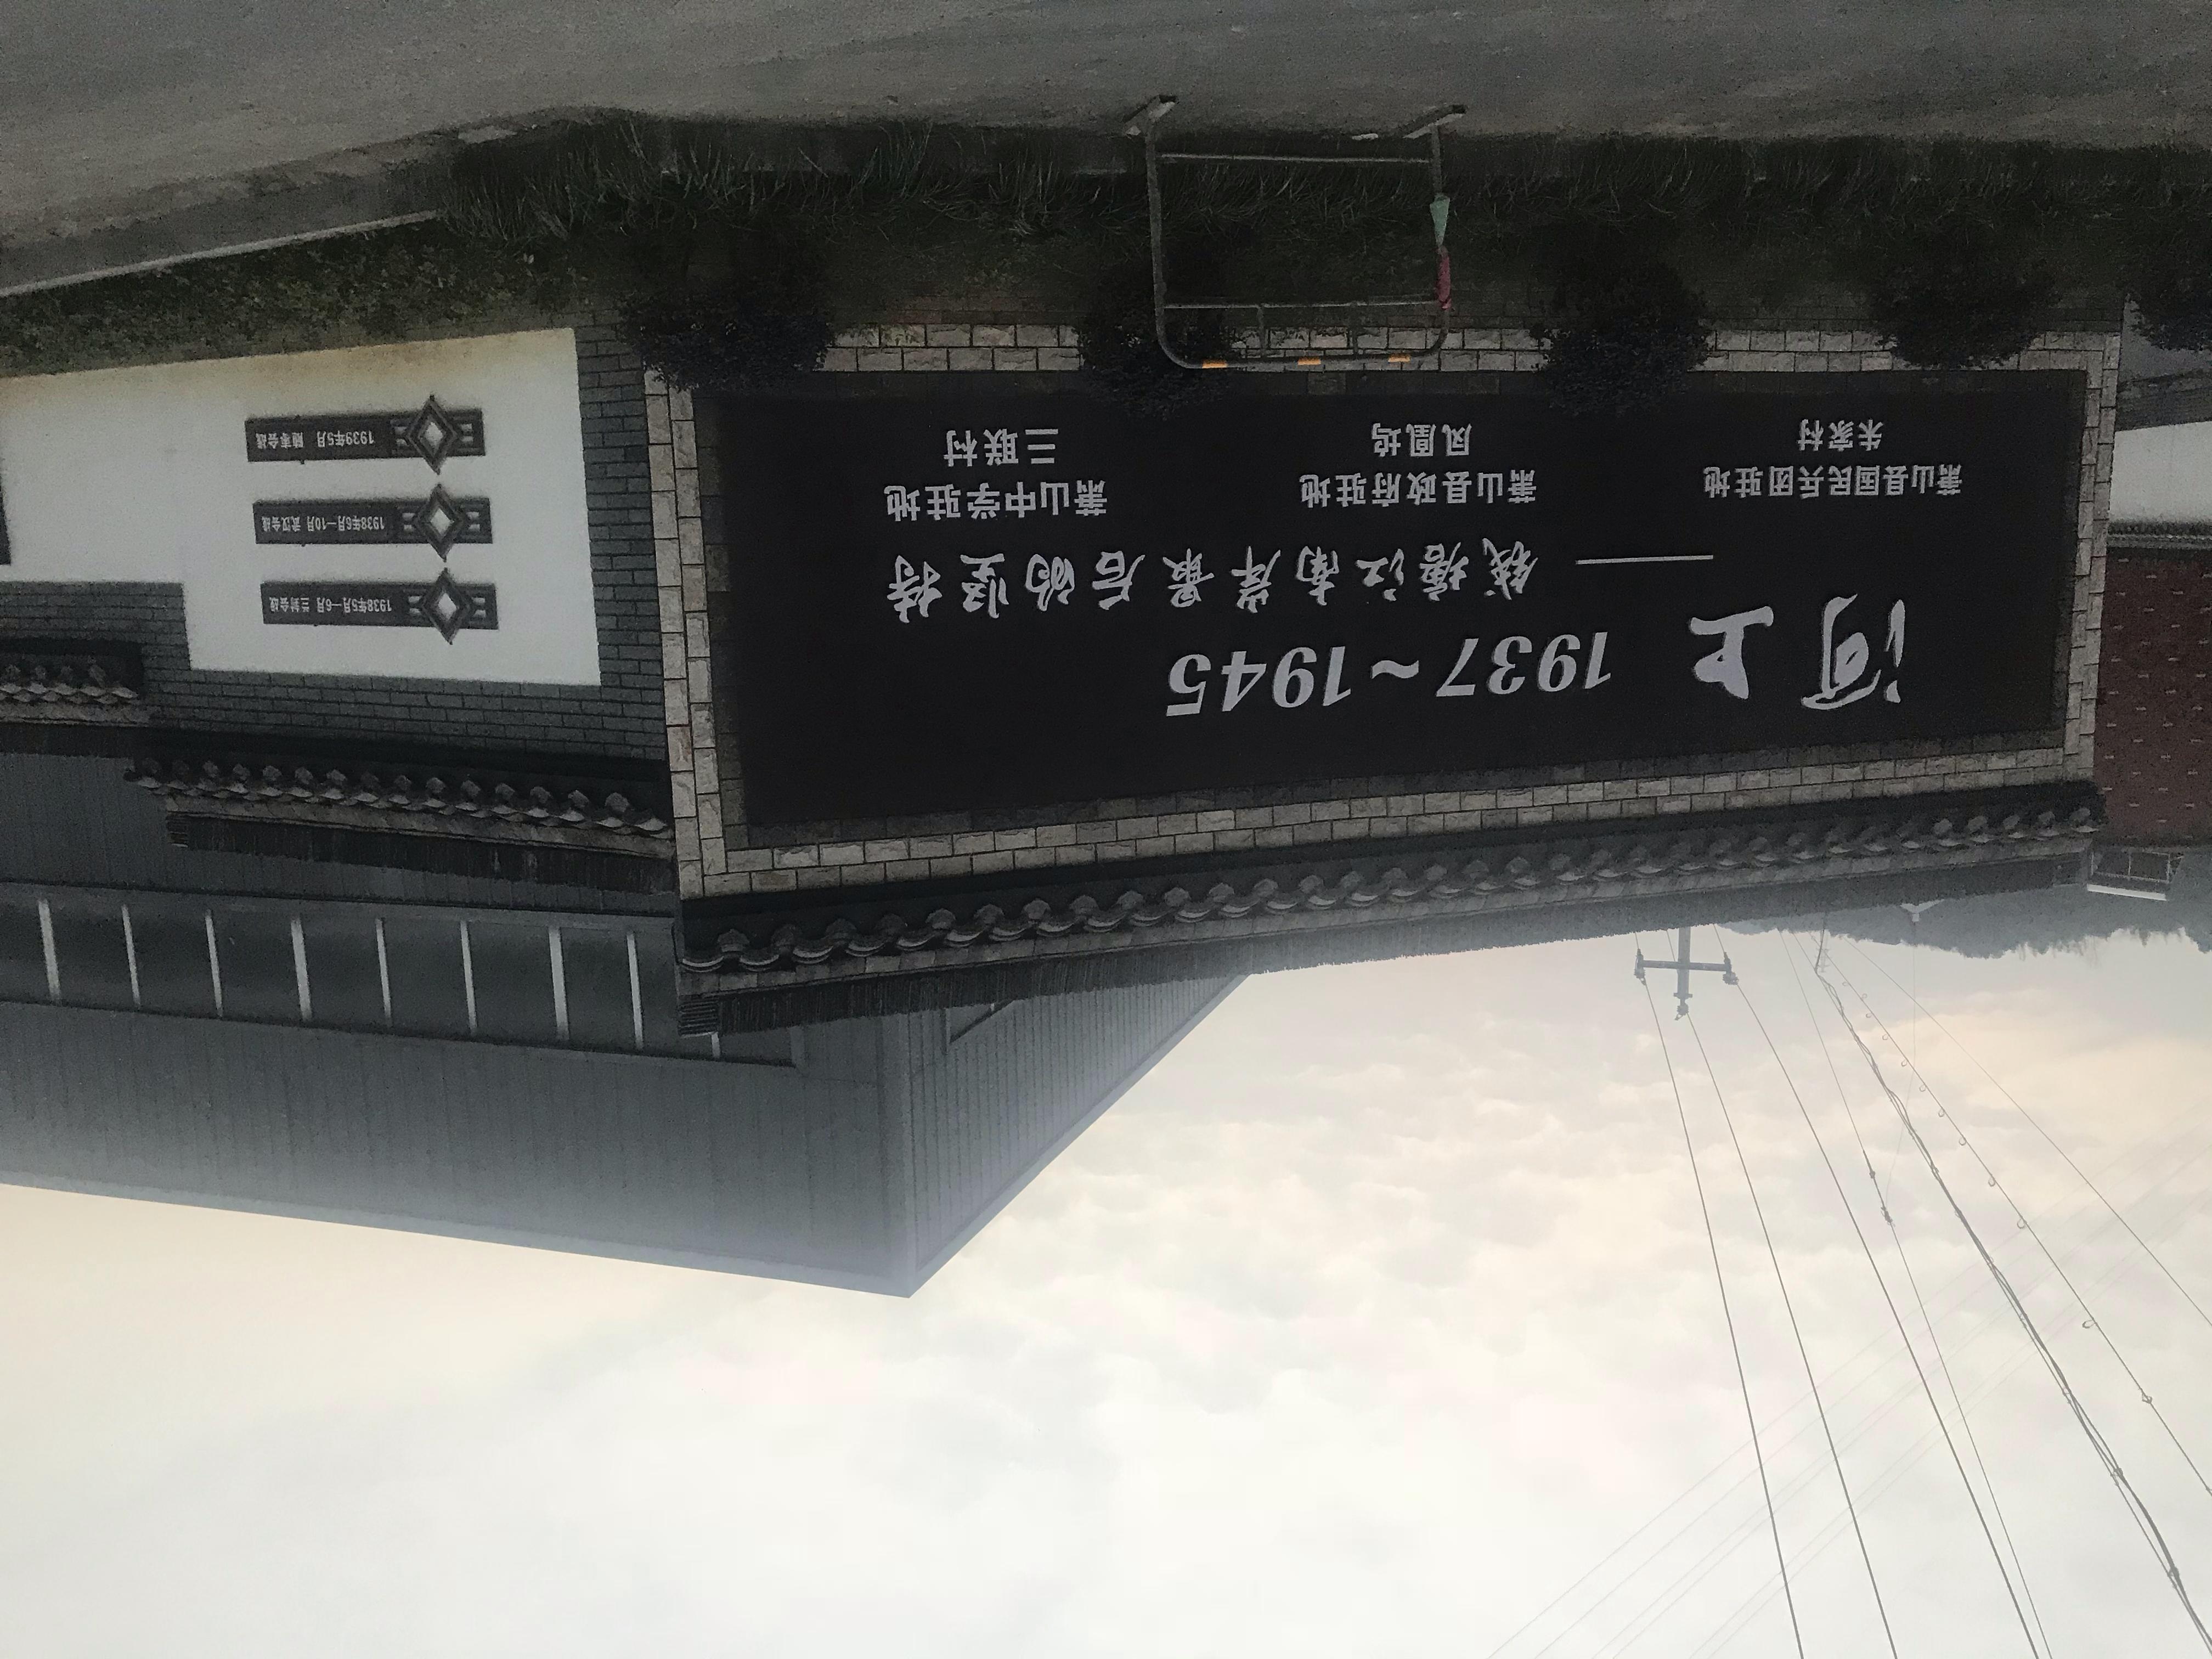 河上 1937~1945
——钱塘江南岸最后的坚持
萧山县国民兵团驻地
朱家村
萧山县政府驻地
凤凰坞
萧山中学驻地
三联村
1938年5月—6月 兰封会战
1938年6月—10月 武汉会战
1939年5月 随枣会战